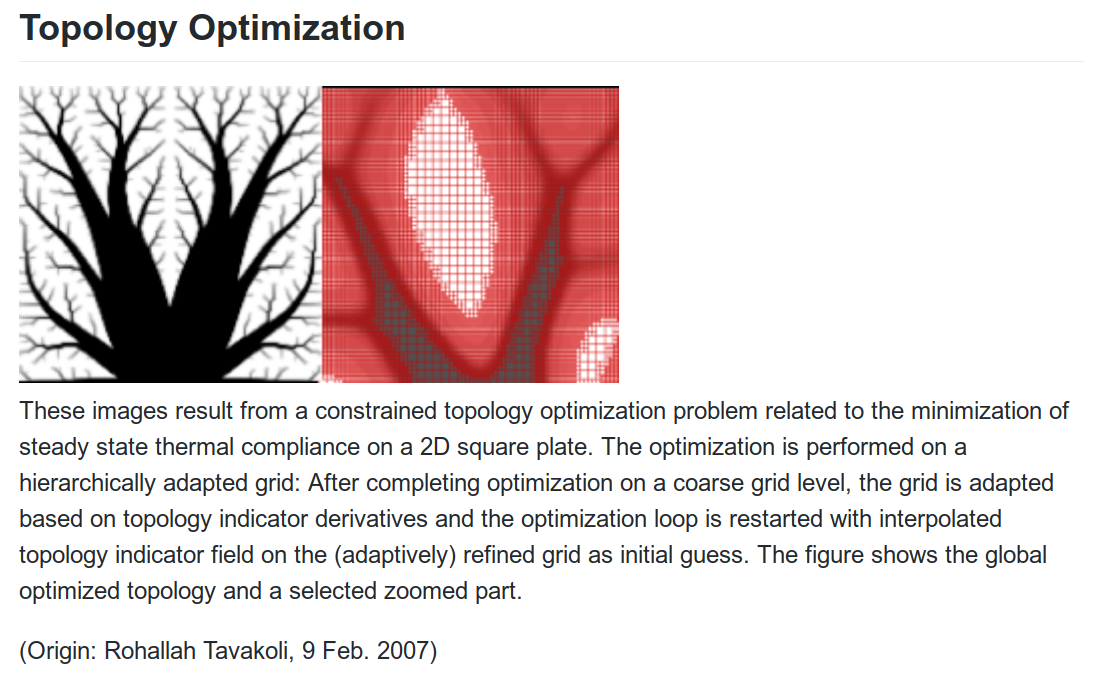 Topology Optimization
These images result from a constrained topology optimization problem related to the minimization of
steady state thermal compliance on a 2D square plate. The optimization is performed on a
hierarchically adapted grid: After completing optimization on a coarse grid level, the grid is adapted
based on topology indicator derivatives and the optimization loop is restarted with interpolated
topology indicator field on the (adaptively) refined grid as initial guess. The figure shows the global
optimized topology and a selected zoomed part.
(Origin: Rohallah Tavakoli, 9 Feb. 2007)